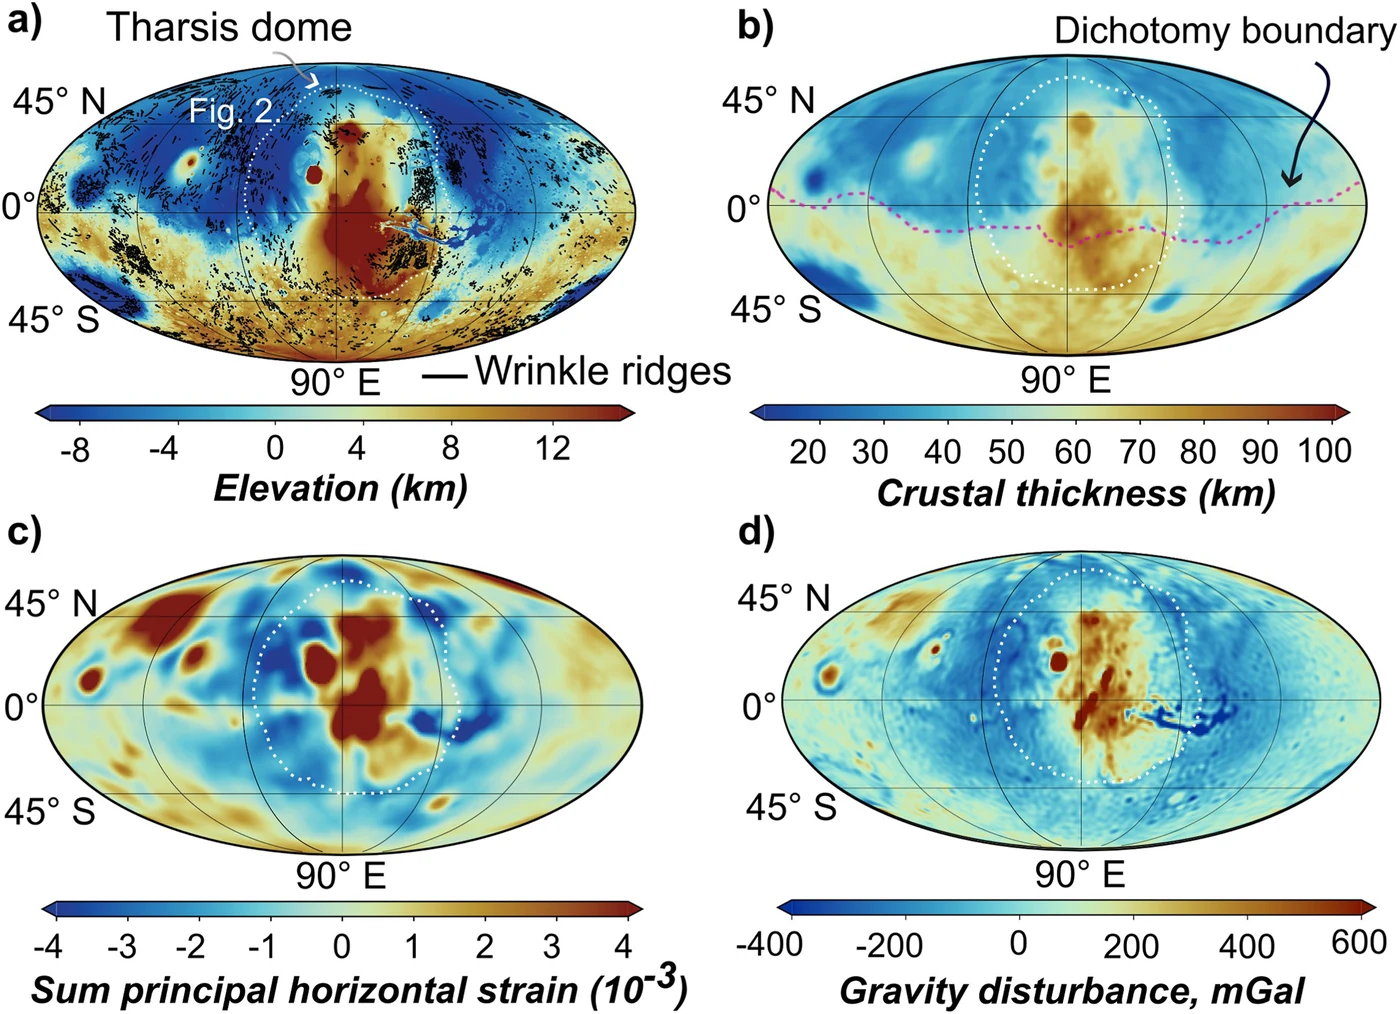 a)
Tharsis dome
45° N
Fig. 2.
0°
45° S
90° E
Wrinkle ridges
-8 -4 0 4 8 12
Elevation (km)
b)
Dichotomy boundary
45° N
0°
45° S
90° E
20 30 40 50 60 70 80 90 100
Crustal thickness (km)
c)
45° N
0°
45° S
90° E
-4 -3 -2 -1 0 1 2 3 4
Sum principal horizontal strain (10⁻³)
d)
45° N
0°
45° S
90° E
-400 -200 0 200 400 600
Gravity disturbance, mGal